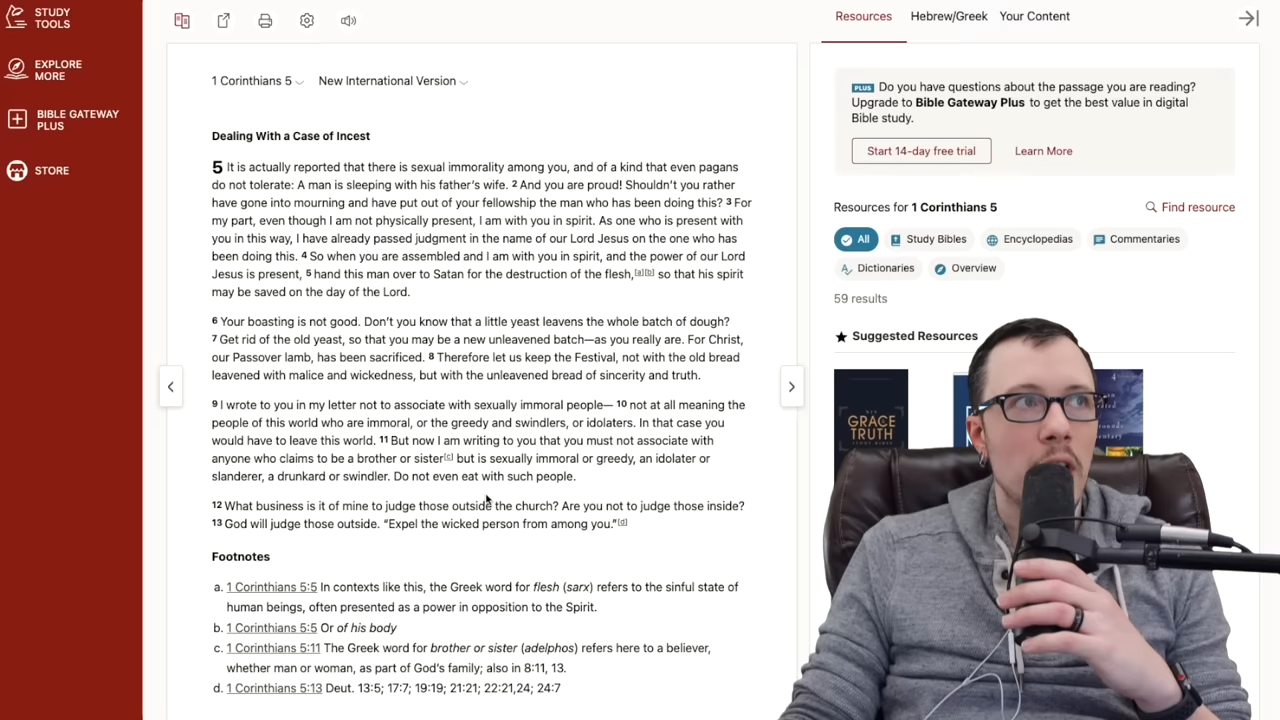 STUDY
TOOLS
EXPLORE
MORE
BIBLE GATEWAY
PLUS
STORE
1 Corinthians 5 New International Version
Dealing With a Case of Incest
5 It is actually reported that there is sexual immorality among you, and of a kind that even pagans
do not tolerate: A man is sleeping with his father’s wife. 2 And you are proud! Shouldn’t you rather
have gone into mourning and have put out of your fellowship the man who has been doing this? 3 For
my part, even though I am not physically present, I am with you in spirit. As one who is present with
you in this way, I have already passed judgment in the name of our Lord Jesus on the one who has
been doing this. 4 So when you are assembled and I am with you in spirit, and the power of our Lord
Jesus is present, 5 hand this man over to Satan for the destruction of the flesh,[a][b] so that his spirit
may be saved on the day of the Lord.
6 Your boasting is not good. Don’t you know that a little yeast leavens the whole batch of dough?
7 Get rid of the old yeast, so that you may be a new unleavened batch—as you really are. For Christ,
our Passover lamb, has been sacrificed. 8 Therefore let us keep the Festival, not with the old bread
leavened with malice and wickedness, but with the unleavened bread of sincerity and truth.
9 I wrote to you in my letter not to associate with sexually immoral people— 10 not at all meaning the
people of this world who are immoral, or the greedy and swindlers, or idolaters. In that case you
would have to leave this world. 11 But now I am writing to you that you must not associate with
anyone who claims to be a brother or sister[c] but is sexually immoral or greedy, an idolater or
slanderer, a drunkard or swindler. Do not even eat with such people.
12 What business is it of mine to judge those outside the church? Are you not to judge those inside?
13 God will judge those outside. “Expel the wicked person from among you.”[d]
Footnotes
a. 1 Corinthians 5:5 In contexts like this, the Greek word for flesh (sarx) refers to the sinful state of
human beings, often presented as a power in opposition to the Spirit.
b. 1 Corinthians 5:5 Or of his body
c. 1 Corinthians 5:11 The Greek word for brother or sister (adelphos) refers here to a believer,
whether man or woman, as part of God’s family; also in 8:11, 13.
d. 1 Corinthians 5:13 Deut. 13:5; 17:7; 19:19; 21:21; 22:21,24; 24:7
Resources Hebrew/Greek Your Content
PLUS Do you have questions about the passage you are reading?
Upgrade to Bible Gateway Plus to get the best value in digital
Bible study.
Start 14-day free trial Learn More
Resources for 1 Corinthians 5 Find resource
All Study Bibles Encyclopedias Commentaries
Dictionaries Overview
59 results
Suggested Resources
GRACE
TRUTH